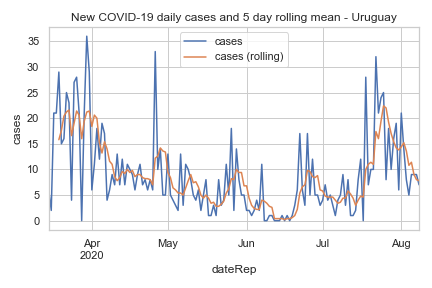 New COVID-19 daily cases and 5 day rolling mean - Uruguay
cases
cases (rolling)
35
30
25
20
15
10
5
0
cases
Apr
2020
May
Jun
Jul
Aug
dateRep